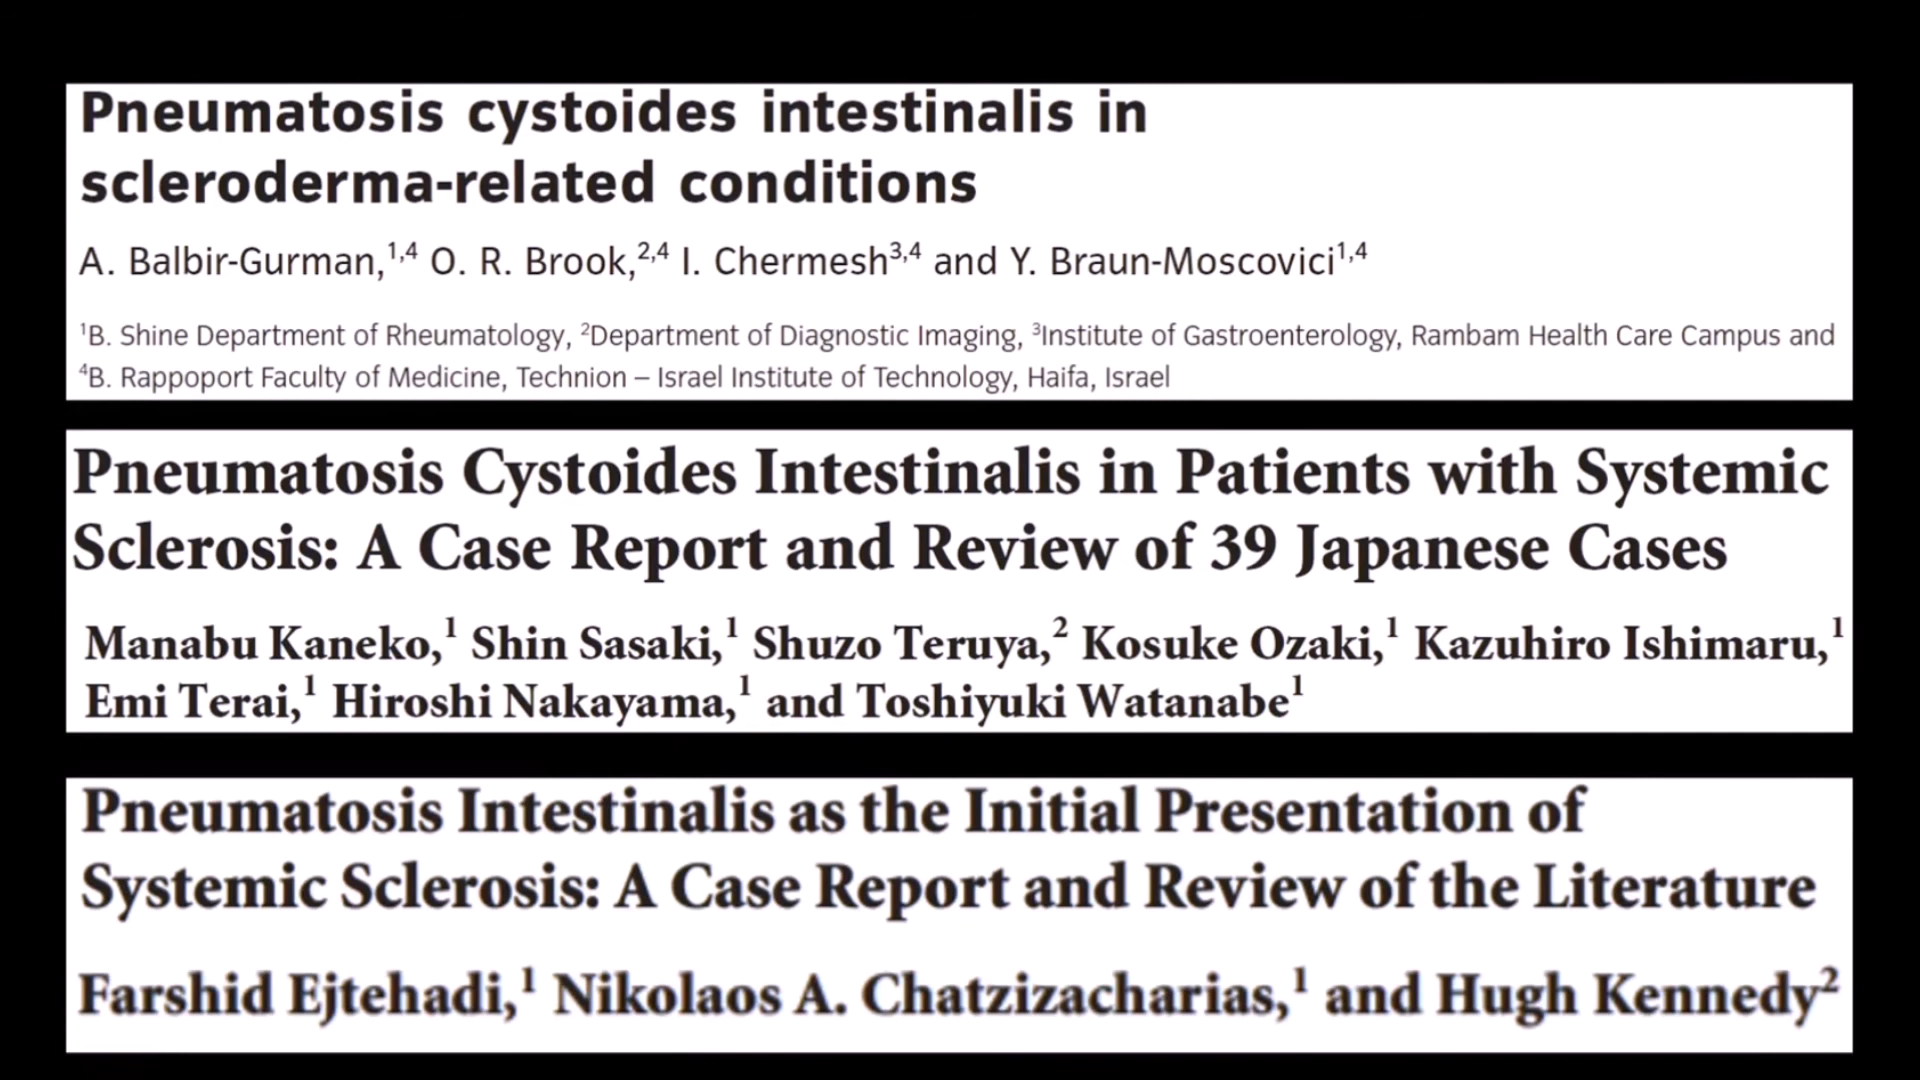 Pneumatosis cystoides intestinalis in
scleroderma-related conditions
A. Balbir-Gurman,1,4 O. R. Brook,2,4 I. Chermesh3,4 and Y. Braun-Moscovici1,4
1B. Shine Department of Rheumatology, 2Department of Diagnostic Imaging, 3Institute of Gastroenterology, Rambam Health Care Campus and
4B. Rappoport Faculty of Medicine, Technion – Israel Institute of Technology, Haifa, Israel
Pneumatosis Cystoides Intestinalis in Patients with Systemic
Sclerosis: A Case Report and Review of 39 Japanese Cases
Manabu Kaneko,1 Shin Sasaki,1 Shuzo Teruya,2 Kosuke Ozaki,1 Kazuhiro Ishimaru,1
Emi Terai,1 Hiroshi Nakayama,1 and Toshiyuki Watanabe1
Pneumatosis Intestinalis as the Initial Presentation of
Systemic Sclerosis: A Case Report and Review of the Literature
Farshid Ejtehadi,1 Nikolaos A. Chatzizacharias,1 and Hugh Kennedy2